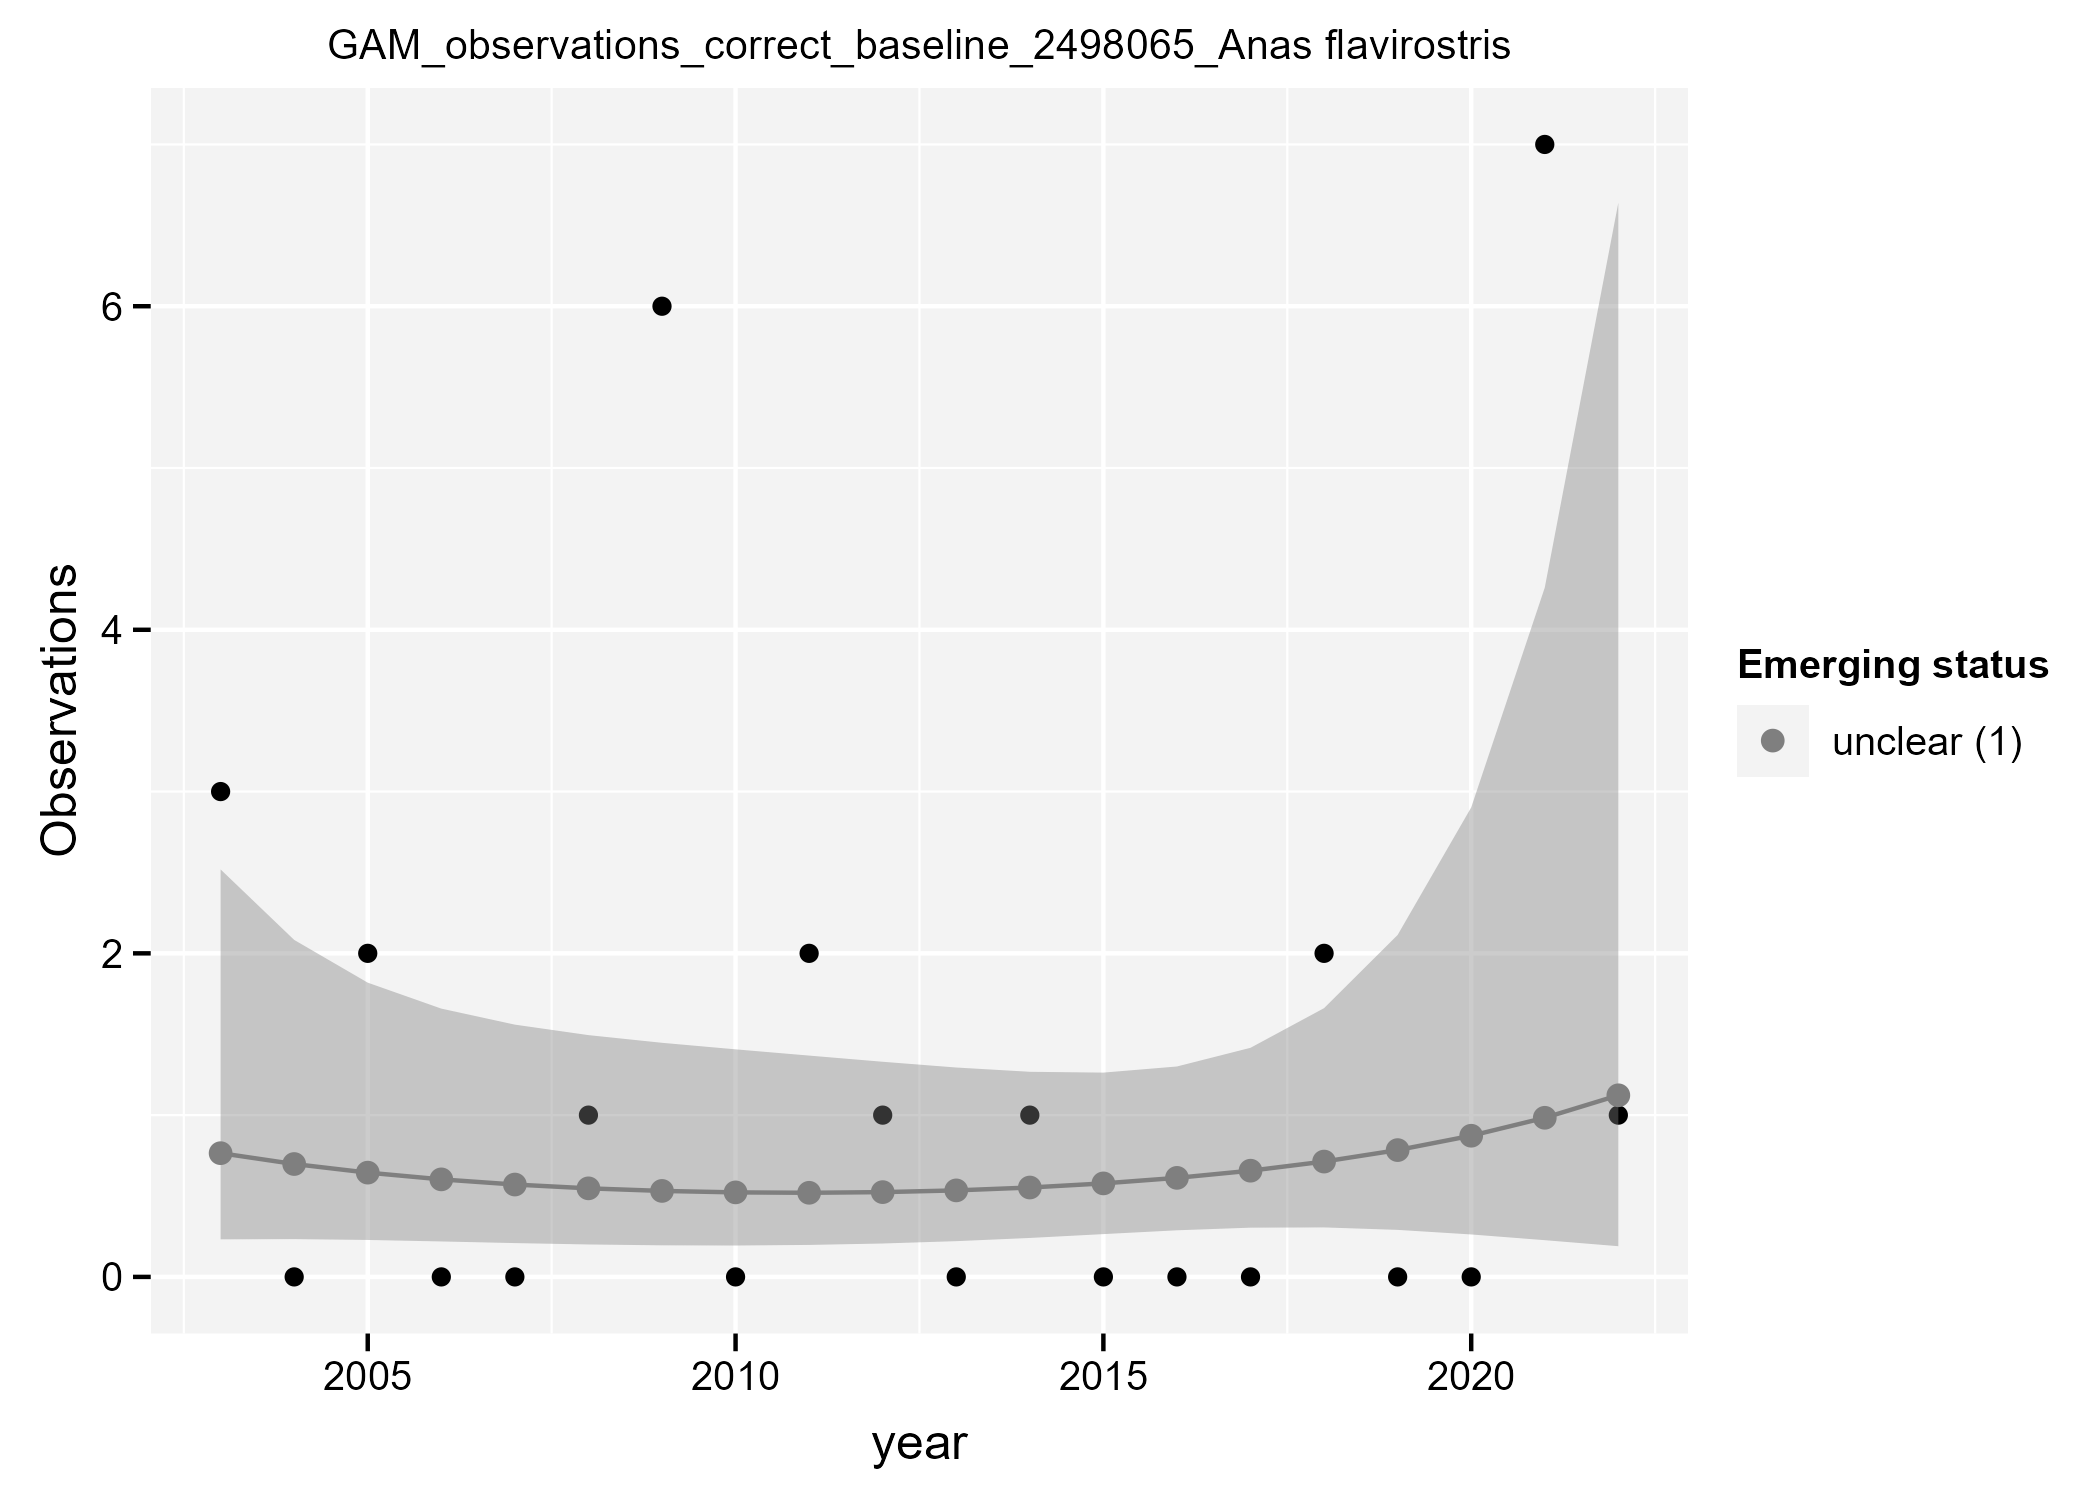 GAM_observations_correct_baseline_2498065_Anas flavirostris
Observations
6
4
2
0
2005 2010 2015 2020
year
Emerging status
unclear (1)